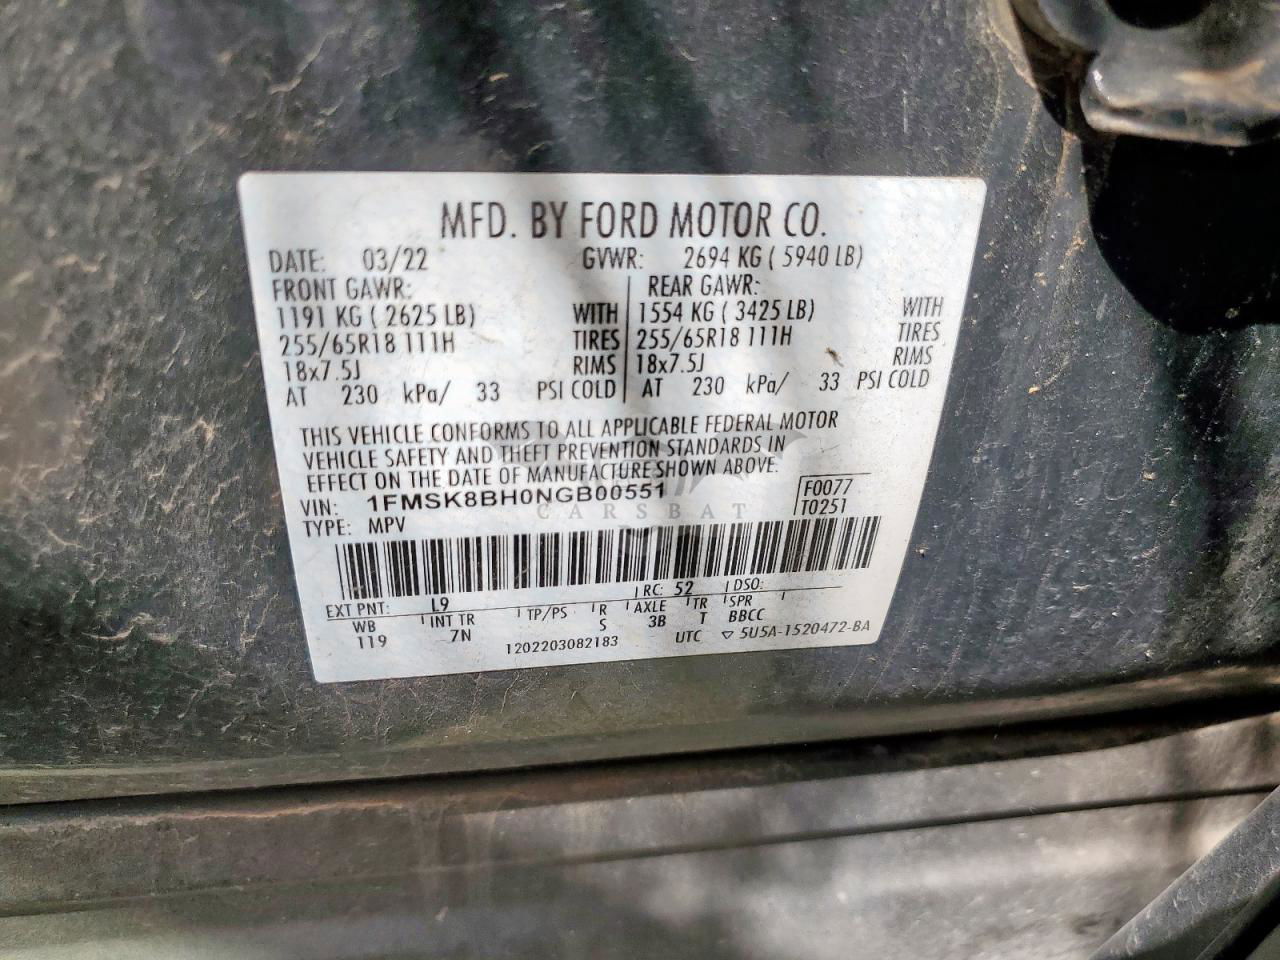 MFD. BY FORD MOTOR CO.
DATE: 03/22 GVWR: 2694 KG ( 5940 LB)
FRONT GAWR: REAR GAWR:
1191 KG ( 2625 LB) WITH 1554 KG ( 3425 LB) WITH
255/65R18 111H TIRES 255/65R18 111H TIRES
18x7.5J RIMS 18x7.5J RIMS
AT 230 kPa/ 33 PSI COLD AT 230 kPa/ 33 PSI COLD
THIS VEHICLE CONFORMS TO ALL APPLICABLE FEDERAL MOTOR
VEHICLE SAFETY AND THEFT PREVENTION STANDARDS IN
EFFECT ON THE DATE OF MANUFACTURE SHOWN ABOVE.
VIN: 1FMSK8BH0NGB00551 F0077
TYPE: MPV T0251
CARSBAT
RC: 52 DSO:
EXT PNT: L9
WB INT TR TP/PS R AXLE TR SPR
119 7N S 3B T BBCC
1202203082183 UTC ▽ 5U5A-1520472-BA